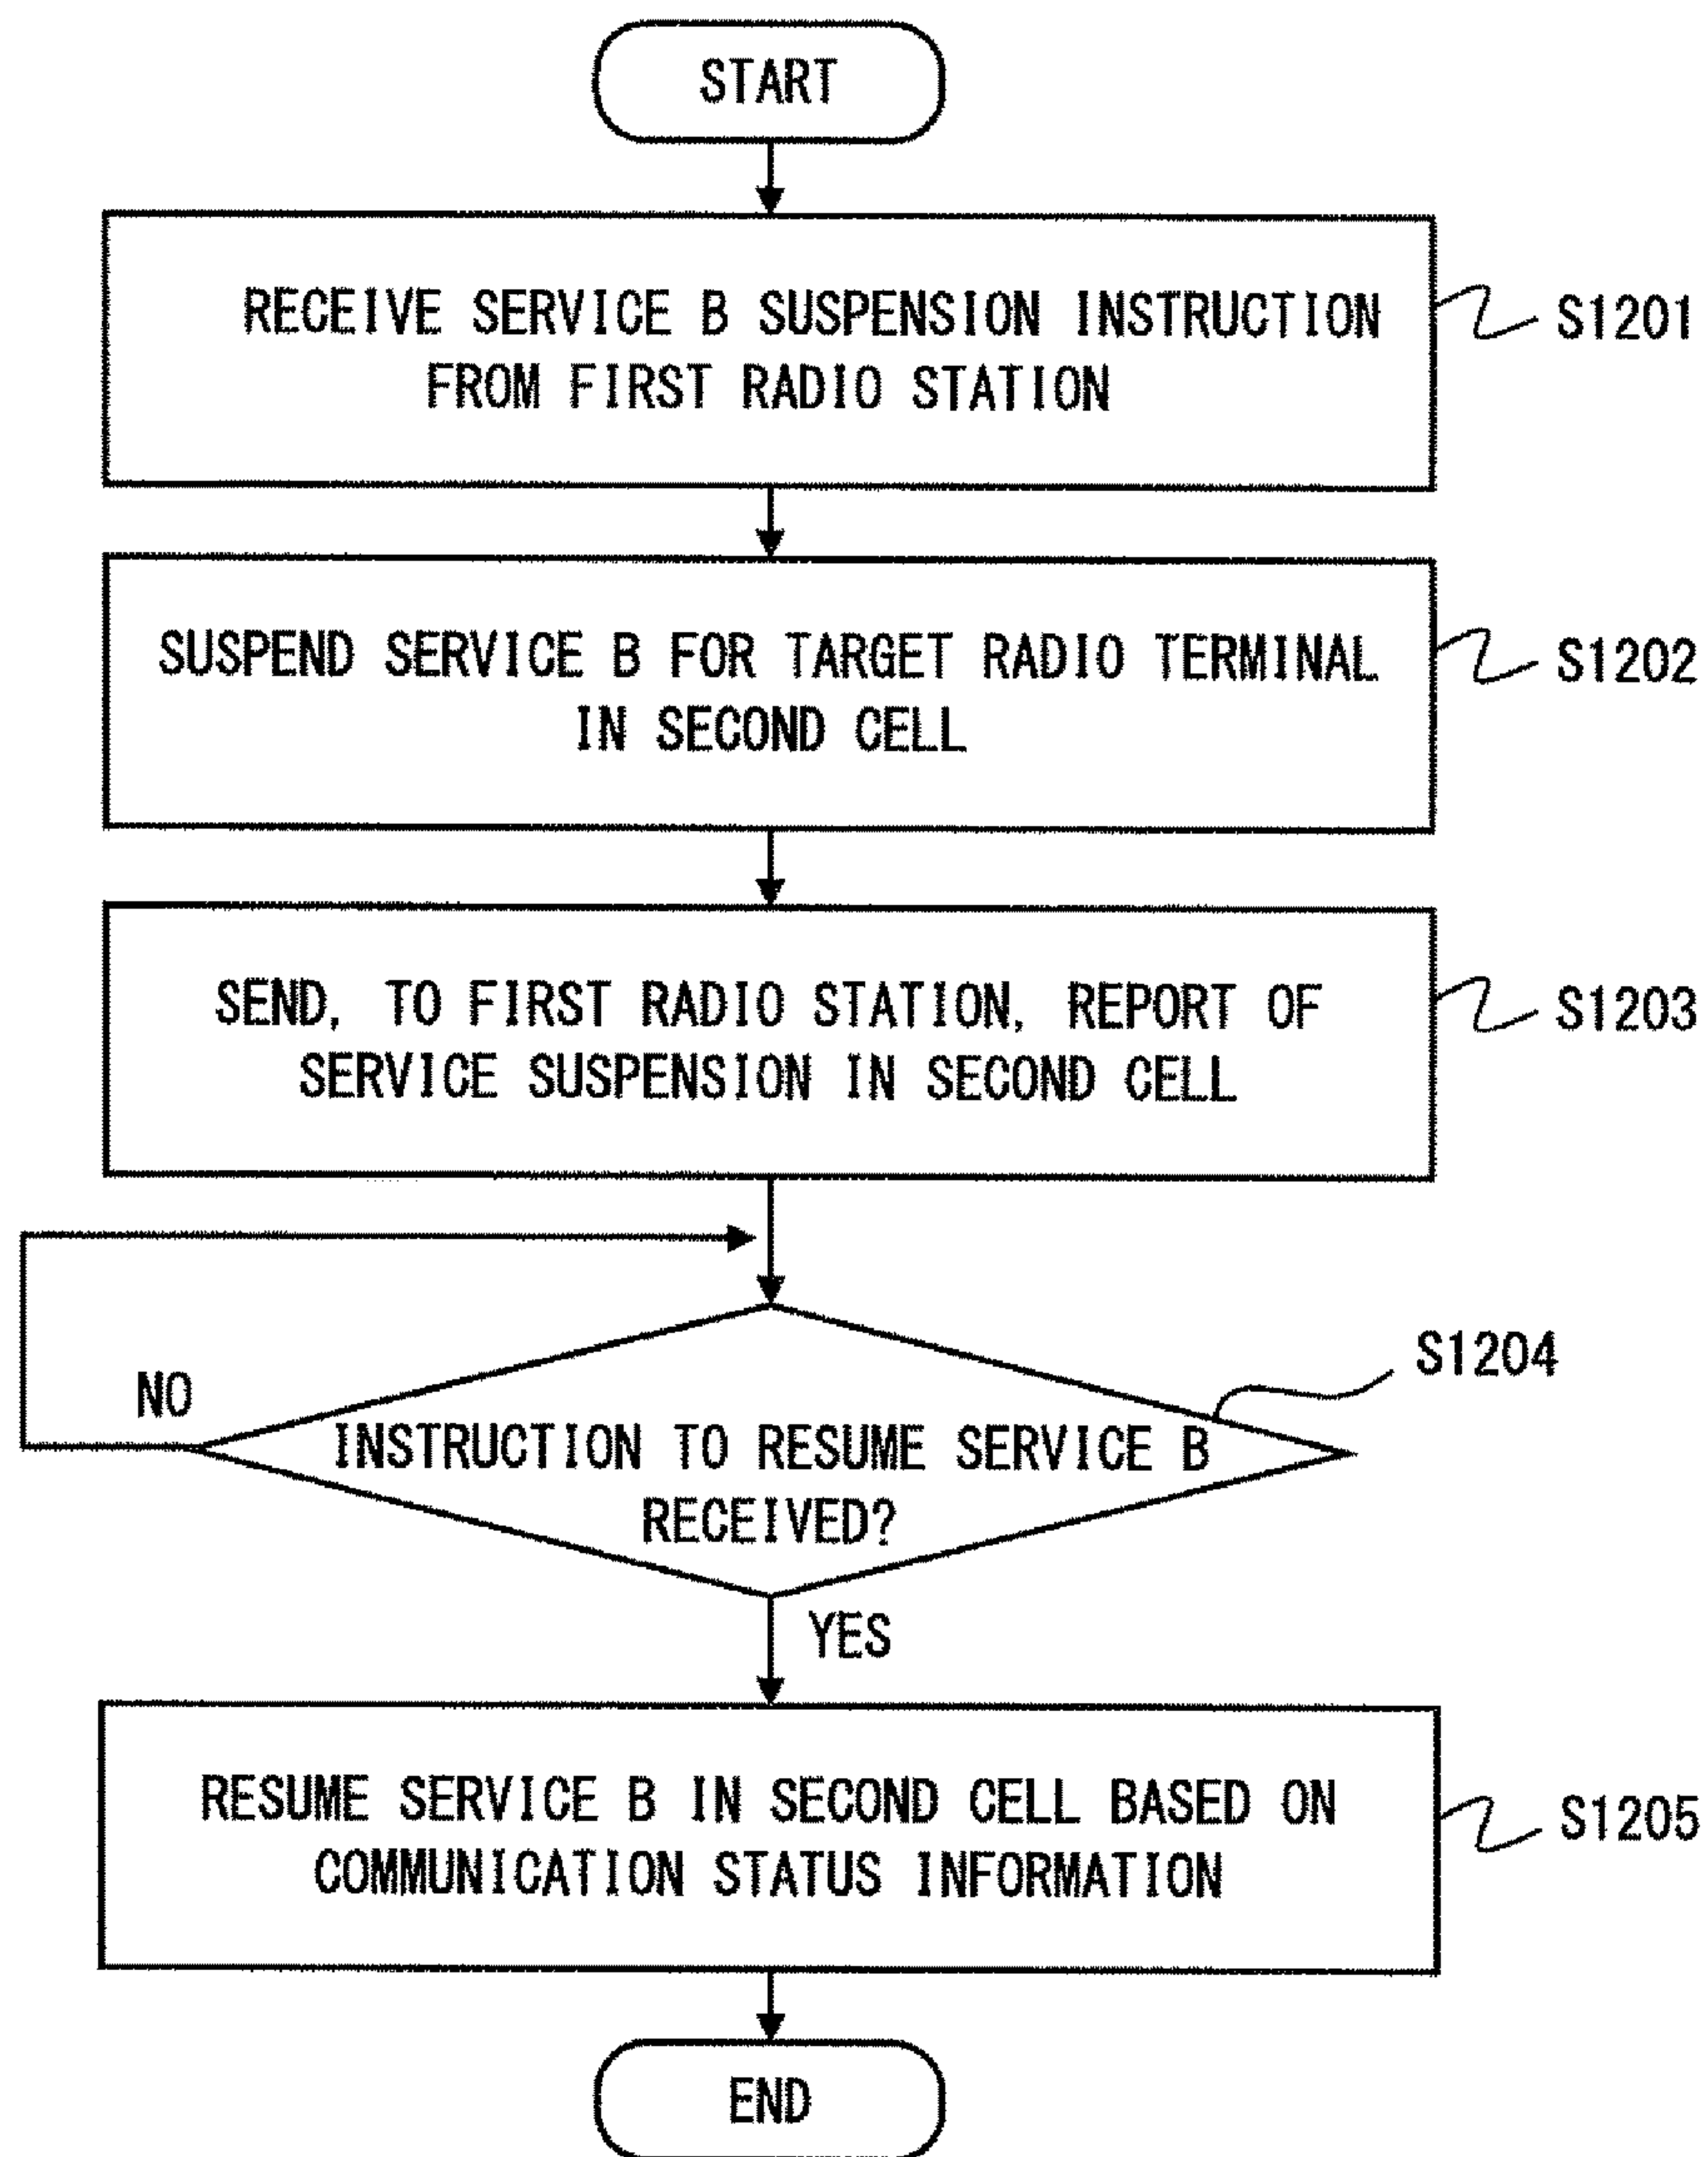 START
RECEIVE SERVICE B SUSPENSION INSTRUCTION
FROM FIRST RADIO STATION
S1201
SUSPEND SERVICE B FOR TARGET RADIO TERMINAL
IN SECOND CELL
S1202
SEND, TO FIRST RADIO STATION, REPORT OF
SERVICE SUSPENSION IN SECOND CELL
S1203
S1204
NO
INSTRUCTION TO RESUME SERVICE B
RECEIVED?
YES
RESUME SERVICE B IN SECOND CELL BASED ON
COMMUNICATION STATUS INFORMATION
S1205
END